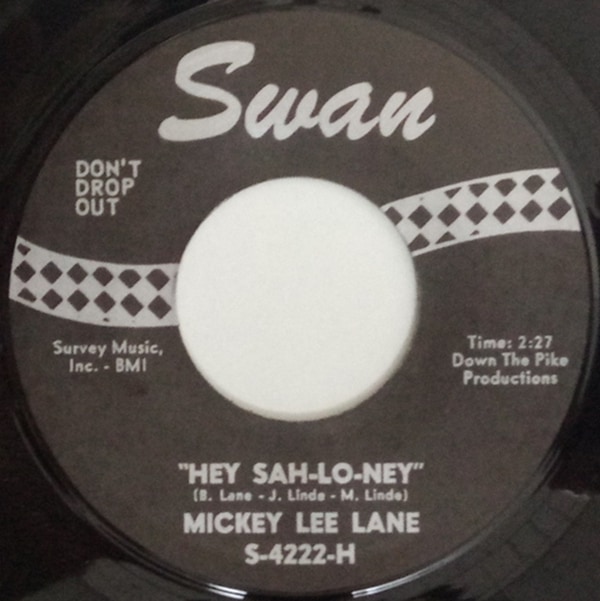 Swan
DON'T
DROP
OUT
Survey Music,
Inc. - BMI
Time: 2:27
Down The Pike
Productions
"HEY SAH-LO-NEY"
(B. Lane - J. Linde - M. Linde)
MICKEY LEE LANE
S-4222-H